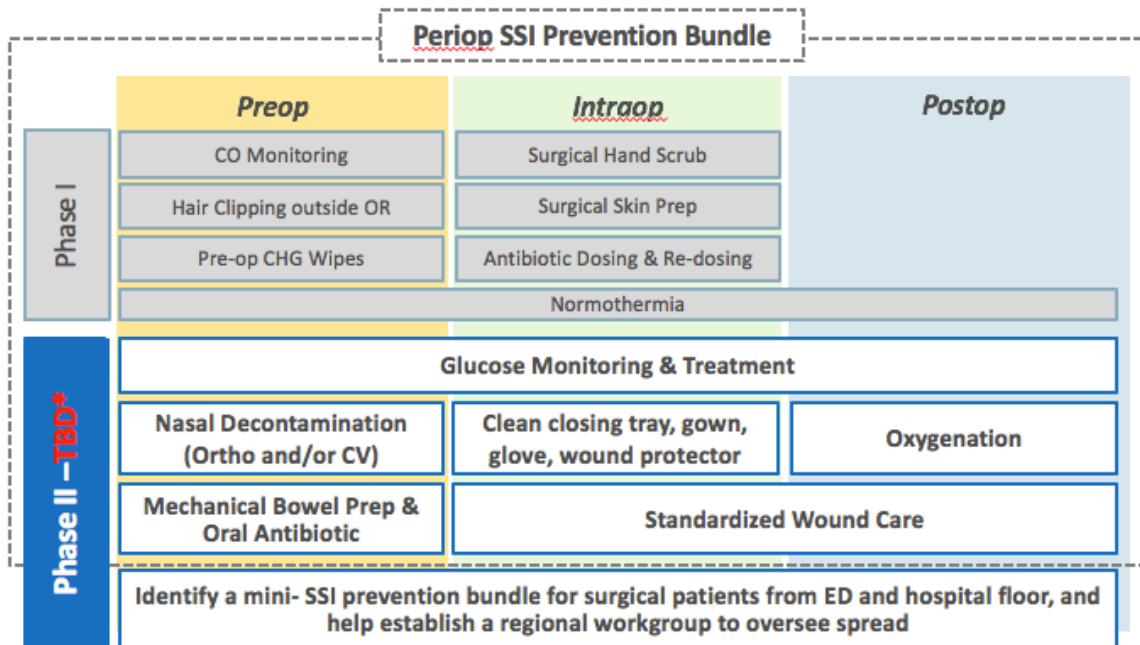 Periop SSI Prevention Bundle
Preop
Intraop
Postop
Phase I
CO Monitoring
Surgical Hand Scrub
Hair Clipping outside OR
Surgical Skin Prep
Pre-op CHG Wipes
Antibiotic Dosing & Re-dosing
Normothermia
Phase II –TBD*
Glucose Monitoring & Treatment
Nasal Decontamination
(Ortho and/or CV)
Clean closing tray, gown,
glove, wound protector
Oxygenation
Mechanical Bowel Prep &
Oral Antibiotic
Standardized Wound Care
Identify a mini- SSI prevention bundle for surgical patients from ED and hospital floor, and
help establish a regional workgroup to oversee spread